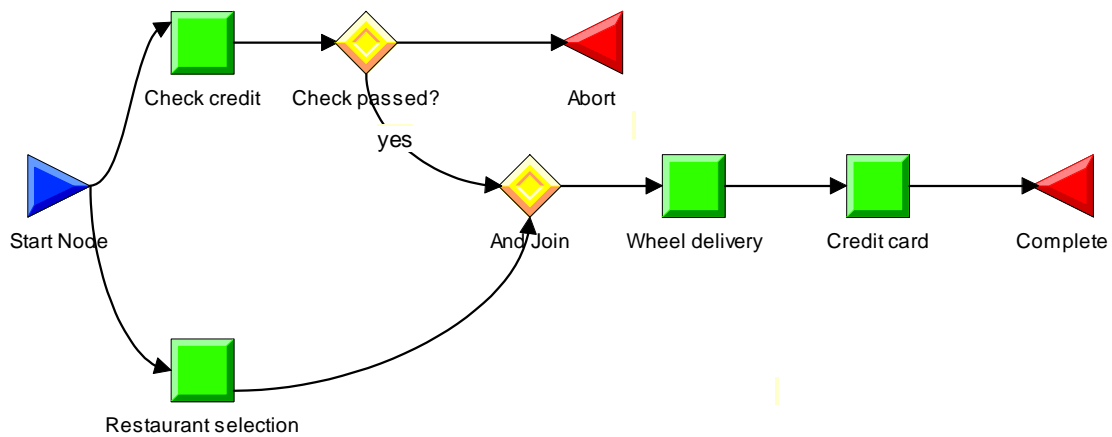 Check credit
Check passed?
Abort
yes
Start Node
And Join
Wheel delivery
Credit card
Complete
Restaurant selection